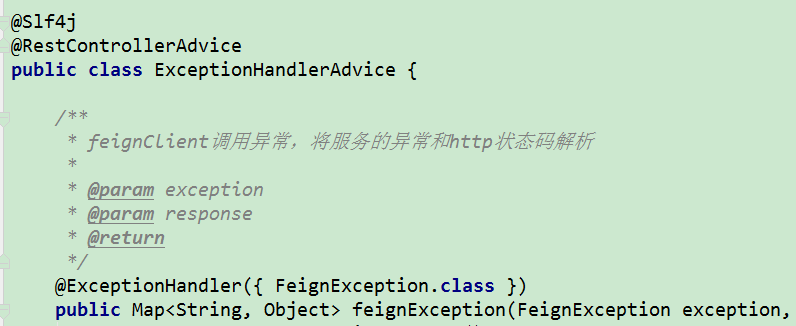 @Slf4j
@RestControllerAdvice
public class ExceptionHandlerAdvice {
/**
* feignClient调用异常，将服务的异常和http状态码解析
*
* @param exception
* @param response
* @return
*/
@ExceptionHandler({ FeignException.class })
public Map<String, Object> feignException(FeignException exception,